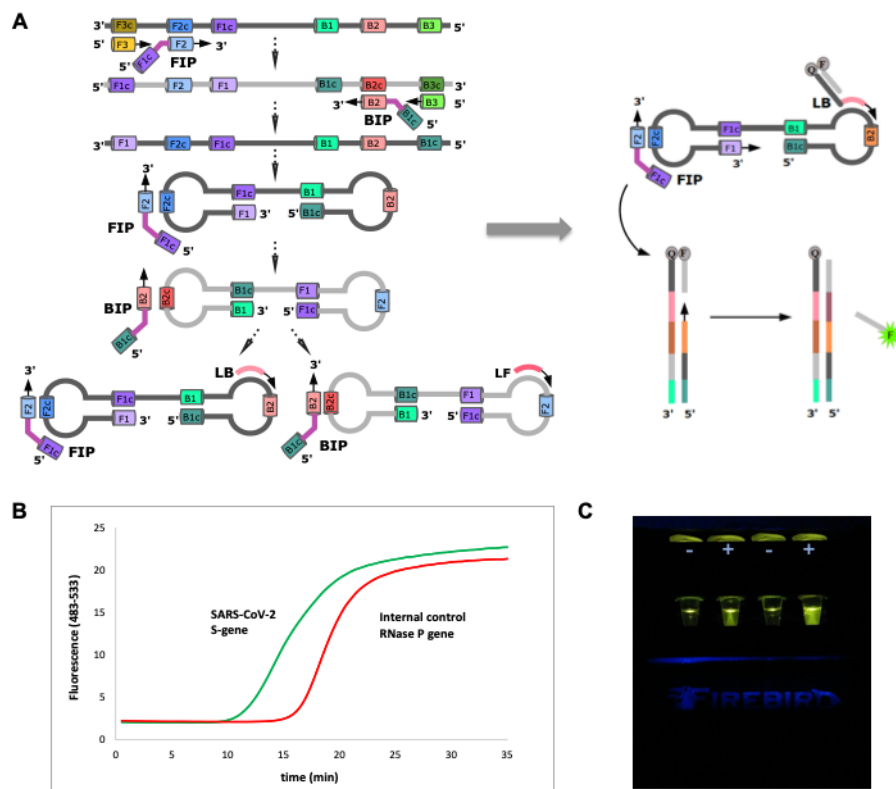 A
3' F3c F2c F1c B1 B2 B3 5'
5' F3 F2 3'
5' F1c FIP
F1c F2 F1 B1c B2c B3c 3'
3' B2 B3 5'
BIP B1c 5'
3' F1 F2c F1c B1 B2 B1c 5'
3' F2 F2c F1c B1 B2
F1 3' 5' B1c
FIP F1c 5'
B2 B2c B1c F1 F2
BIP B1 3' 5' F1c
B1c 5'
LB
3' F2 F2c F1c B1 B2
F1 3' 5' B1c
5' F1c FIP
LF
3' B2 B2c B1c F1 F2
B1 3' 5' F1c
B1c 5' BIP
Q F
LB
3' F2 F2c F1c B1 B2
F1 3' 5' B1c
F1c FIP
Q F Q
F
3' 5' 3' 5'
B
25
20
15
10
5
0
Fluorescence (483-533)
SARS-CoV-2
S-gene
Internal control
RNase P gene
0 5 10 15 20 25 30 35
time (min)
C
- + - +
FIREBIRD